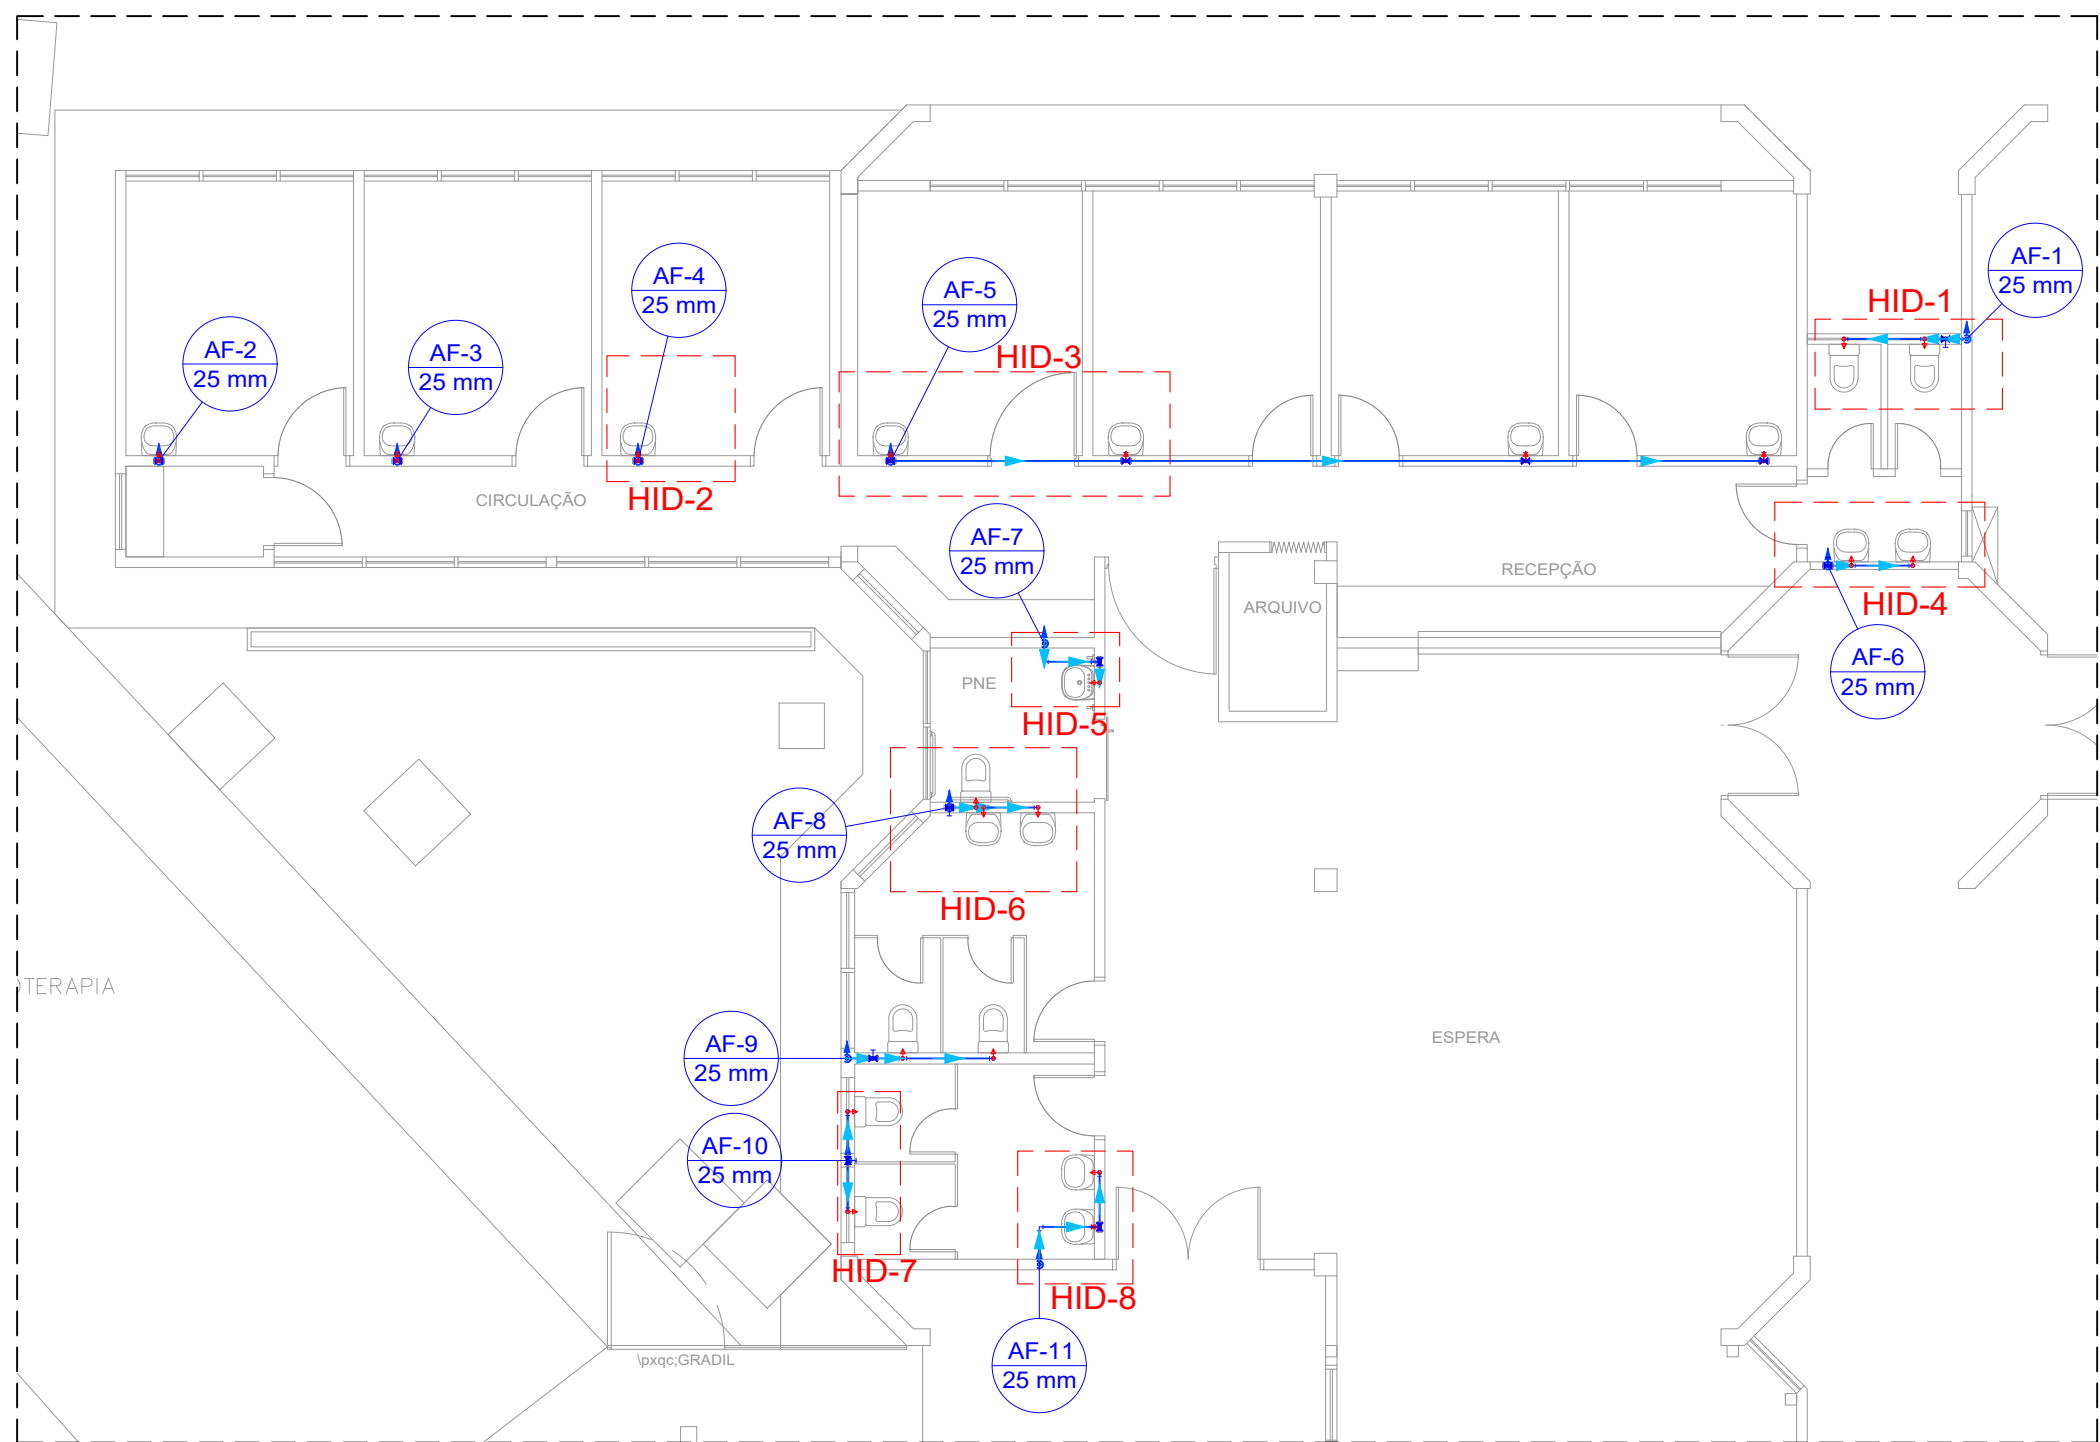 AF-1
25 mm
HID-1
AF-4
25 mm
AF-5
25 mm
HID-3
AF-2
25 mm
AF-3
25 mm
HID-2
CIRCULAÇÃO
AF-7
25 mm
RECEPÇÃO
ARQUIVO
HID-4
AF-6
25 mm
PNE
HID-5
AF-8
25 mm
HID-6
TERAPIA
AF-9
25 mm
ESPERA
AF-10
25 mm
HID-7
HID-8
AF-11
25 mm
\pxqc;GRADIL